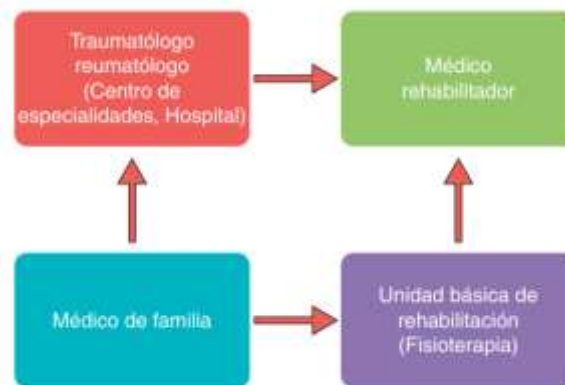 Traumatólogo
reumatólogo
(Centro de
especialidades, Hospital)
Médico
rehabilitador
Médico de familia
Unidad básica de
rehabilitación
(Fisioterapia)